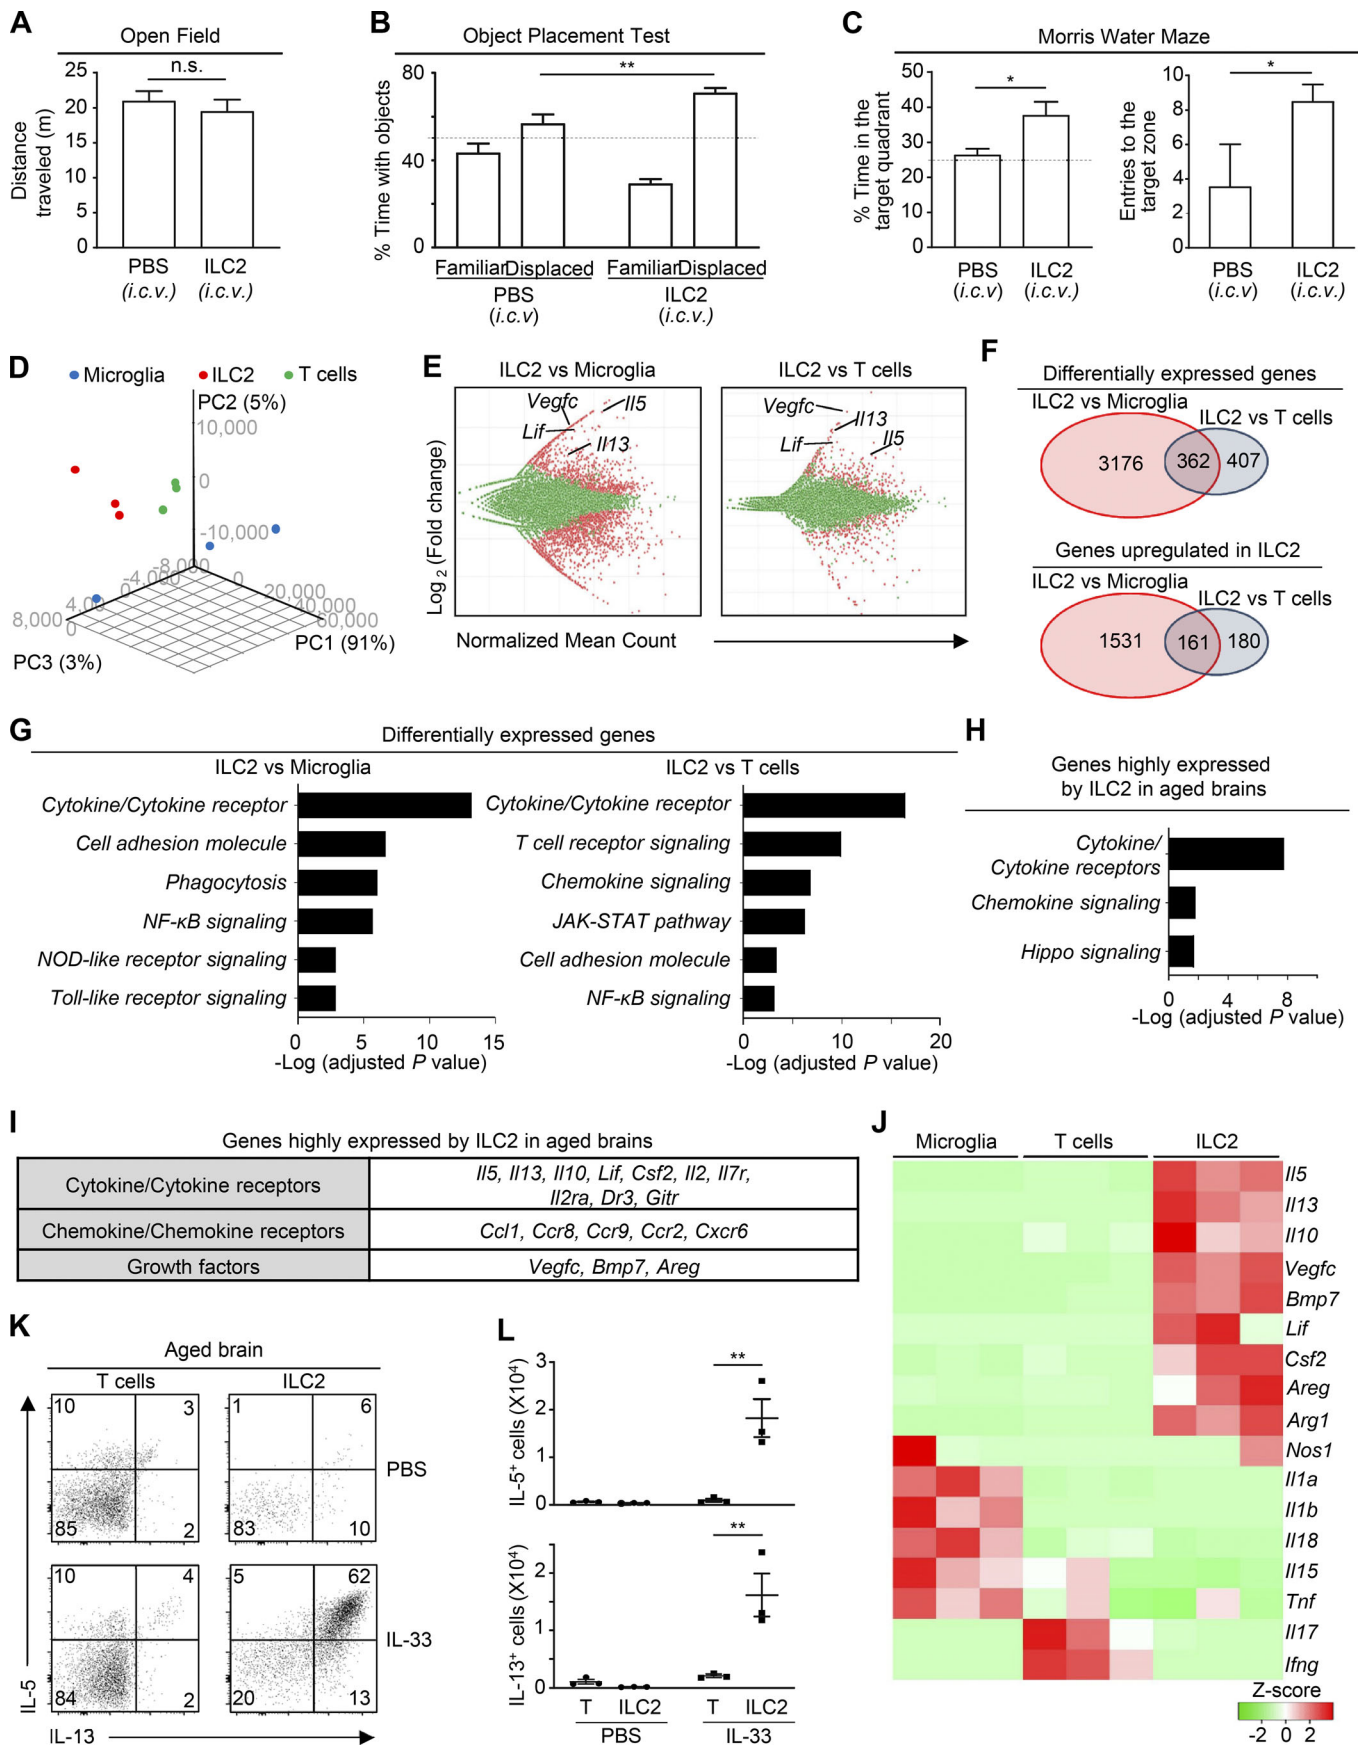 A
Open Field
n.s.
25
20
15
10
5
0
Distance
traveled (m)
PBS
(i.c.v.)
ILC2
(i.c.v.)
B
Object Placement Test
**
80
40
0
% Time with objects
Familiar Displaced Familiar Displaced
PBS
(i.c.v)
ILC2
(i.c.v.)
C
Morris Water Maze
*
50
40
30
20
10
0
% Time in the
target quadrant
PBS
(i.c.v)
ILC2
(i.c.v.)
*
10
8
6
4
2
0
Entries to the
target zone
PBS
(i.c.v)
ILC2
(i.c.v.)
D
Microglia ILC2 T cells
PC2 (5%)
10,000
0
-10,000
-8,000
-4,000
0
8,000
0
20,000
40,000
PC1 (91%)
PC3 (3%)
E
ILC2 vs Microglia
Vegfc
Il5
Lif
Il13
ILC2 vs T cells
Vegfc
Il13
Lif
Il5
Log 2 (Fold change)
Normalized Mean Count
F
Differentially expressed genes
ILC2 vs Microglia
ILC2 vs T cells
3176 362 407
Genes upregulated in ILC2
ILC2 vs Microglia
ILC2 vs T cells
1531 161 180
G
Differentially expressed genes
ILC2 vs Microglia
Cytokine/Cytokine receptor
Cell adhesion molecule
Phagocytosis
NF-κB signaling
NOD-like receptor signaling
Toll-like receptor signaling
0 5 10 15
-Log (adjusted P value)
ILC2 vs T cells
Cytokine/Cytokine receptor
T cell receptor signaling
Chemokine signaling
JAK-STAT pathway
Cell adhesion molecule
NF-κB signaling
0 10 20
-Log (adjusted P value)
H
Genes highly expressed
by ILC2 in aged brains
Cytokine/
Cytokine receptors
Chemokine signaling
Hippo signaling
0 4 8
-Log (adjusted P value)
I
Genes highly expressed by ILC2 in aged brains
Cytokine/Cytokine receptors
Il5, Il13, Il10, Lif, Csf2, Il2, Il7r,
Il2ra, Dr3, Gitr
Chemokine/Chemokine receptors
Ccl1, Ccr8, Ccr9, Ccr2, Cxcr6
Growth factors
Vegfc, Bmp7, Areg
J
Microglia T cells ILC2
Il5
Il13
Il10
Vegfc
Bmp7
Lif
Csf2
Areg
Arg1
Nos1
Il1a
Il1b
Il18
Il15
Tnf
Il17
Ifng
Z-score
-2 0 2
K
Aged brain
T cells ILC2
10 3
85 2
1 6
83 10
PBS
10 4
84 2
5 62
20 13
IL-33
IL-5
IL-13
L
**
3
2
1
0
IL-5+ cells (X10⁴)
**
2
1
0
IL-13+ cells (X10⁴)
T ILC2 T ILC2
PBS IL-33